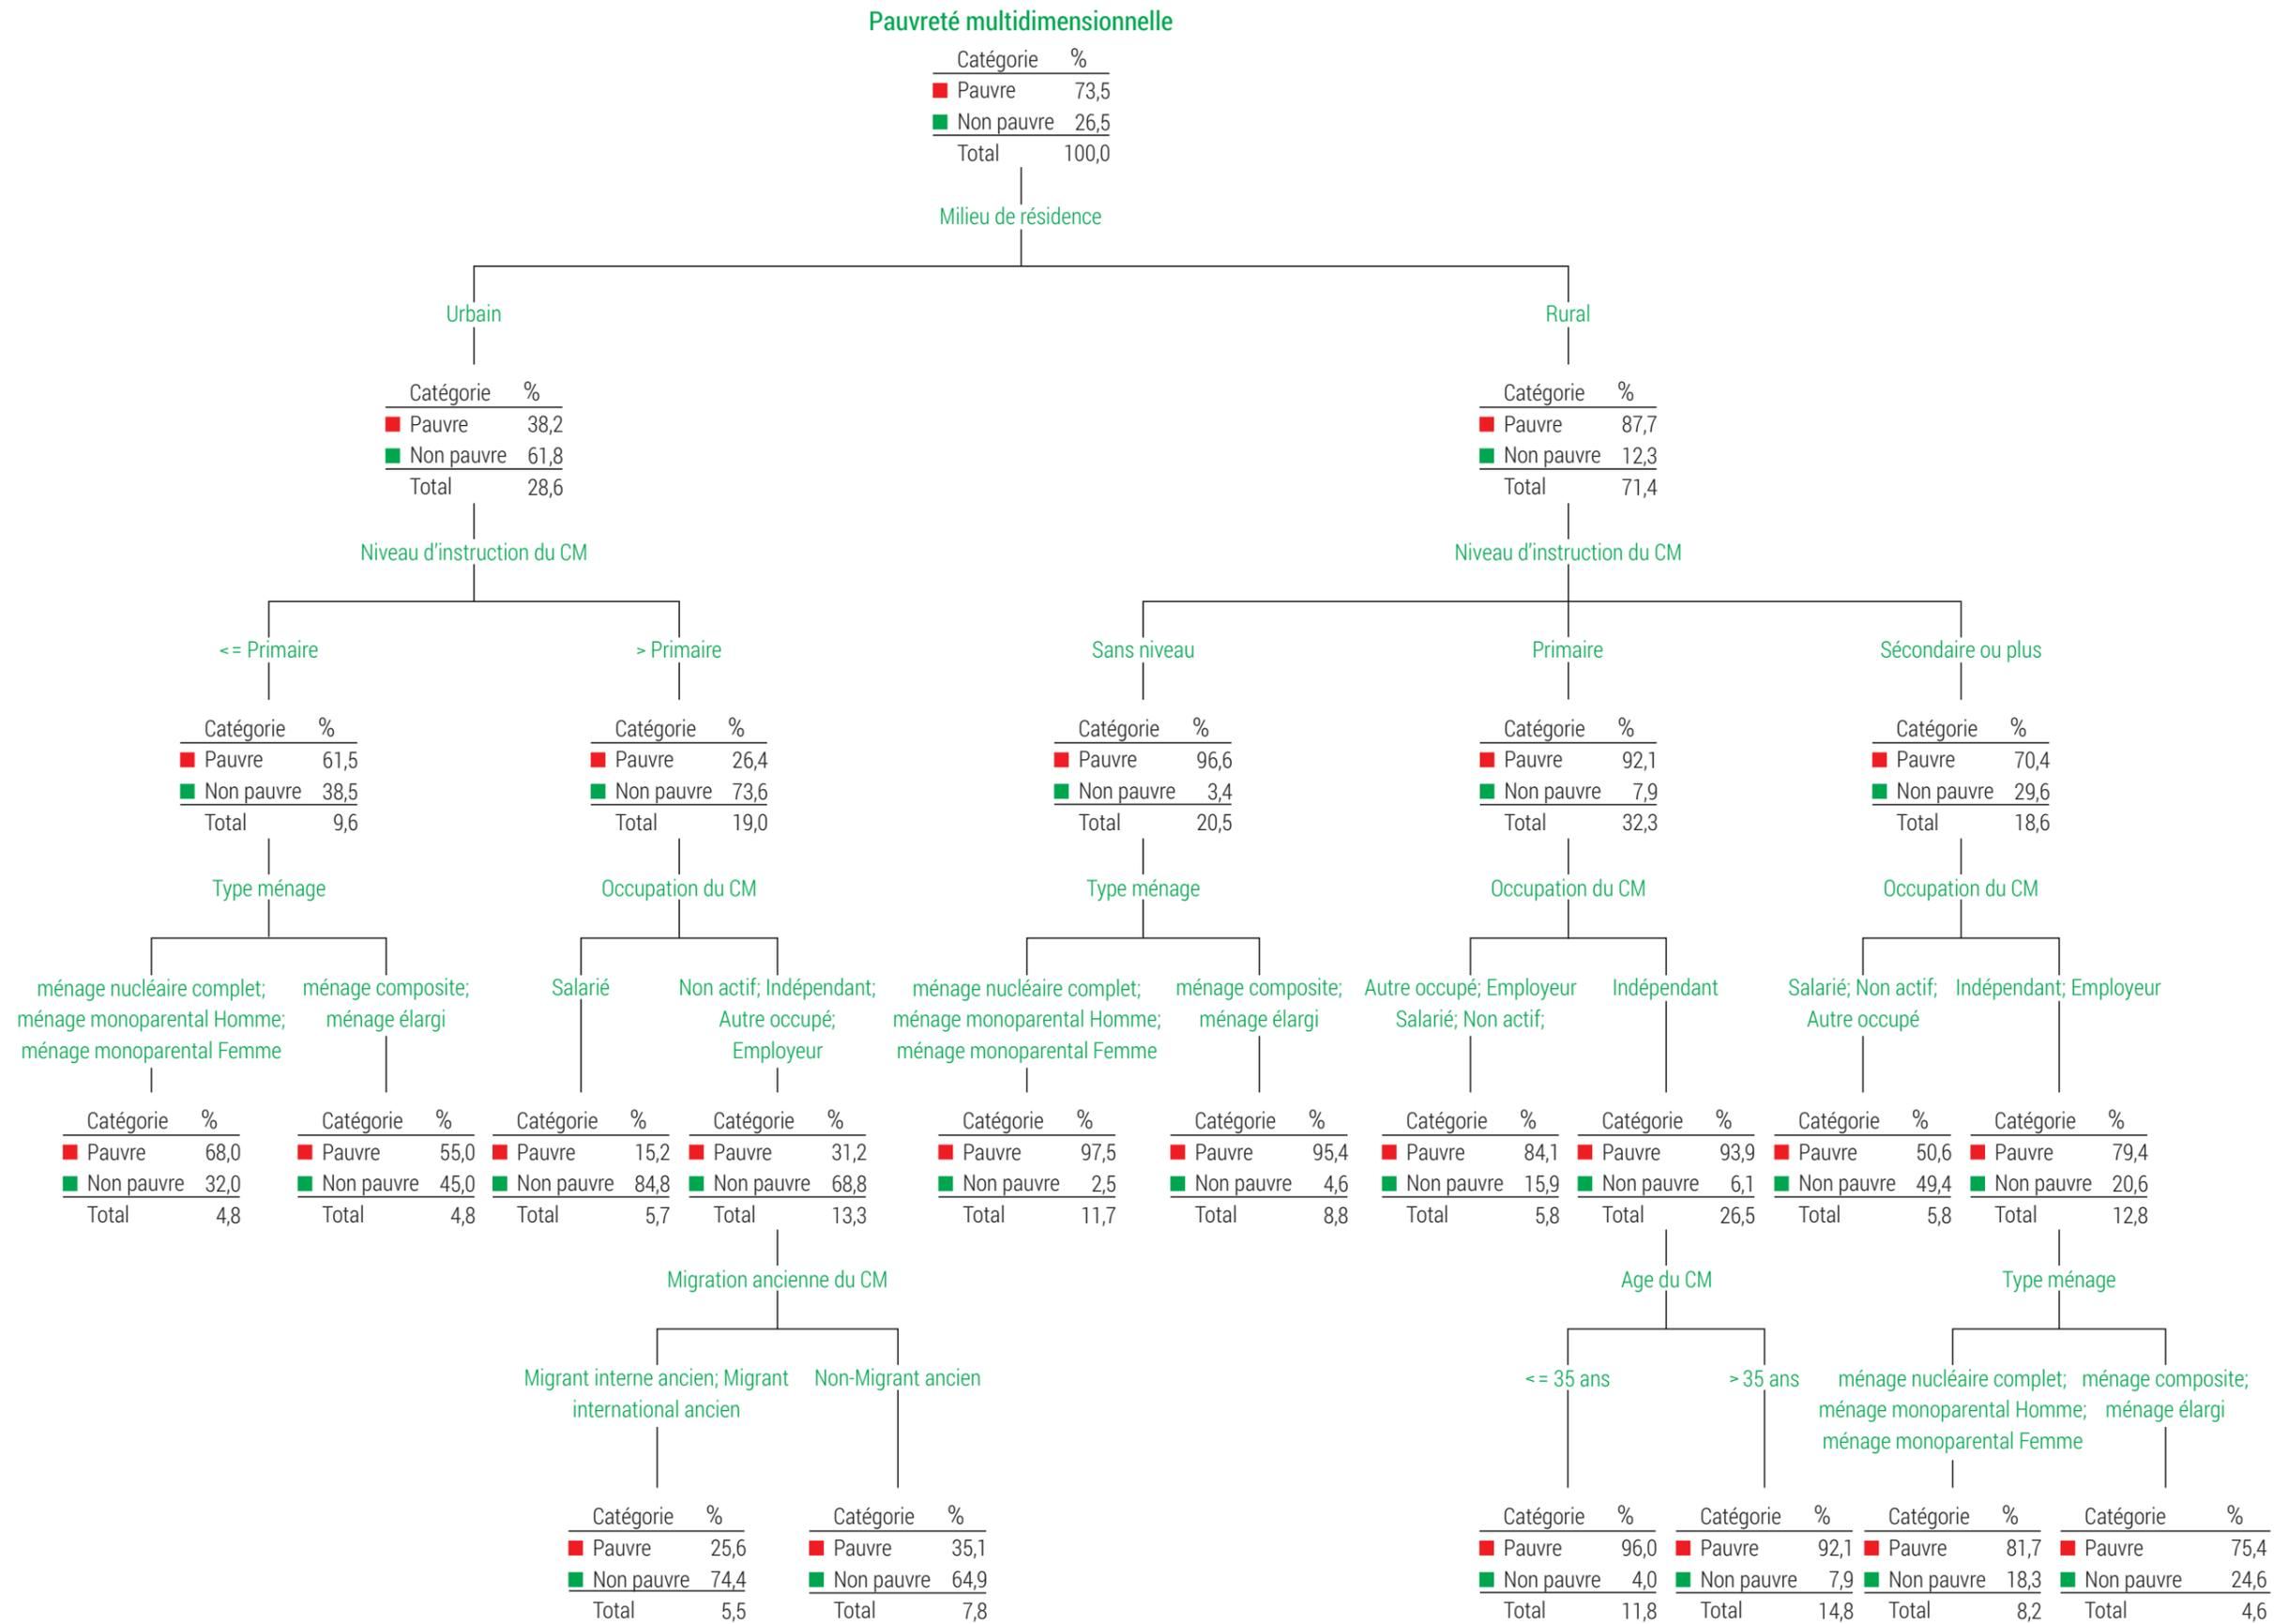 Pauvreté multidimensionnelle
Catégorie %
Pauvre 73,5
Non pauvre 26,5
Total 100,0
Milieu de résidence
Urbain
Rural
Catégorie %
Pauvre 38,2
Non pauvre 61,8
Total 28,6
Catégorie %
Pauvre 87,7
Non pauvre 12,3
Total 71,4
Niveau d'instruction du CM
Niveau d'instruction du CM
<= Primaire
> Primaire
Sans niveau
Primaire
Sécondaire ou plus
Catégorie %
Pauvre 61,5
Non pauvre 38,5
Total 9,6
Catégorie %
Pauvre 26,4
Non pauvre 73,6
Total 19,0
Catégorie %
Pauvre 96,6
Non pauvre 3,4
Total 20,5
Catégorie %
Pauvre 92,1
Non pauvre 7,9
Total 32,3
Catégorie %
Pauvre 70,4
Non pauvre 29,6
Total 18,6
Type ménage
Occupation du CM
Type ménage
Occupation du CM
Occupation du CM
ménage nucléaire complet;
ménage monoparental Homme;
ménage monoparental Femme
ménage composite;
ménage élargi
Salarié
Non actif; Indépendant;
Autre occupé;
Employeur
ménage nucléaire complet;
ménage monoparental Homme;
ménage monoparental Femme
ménage composite;
ménage élargi
Autre occupé; Employeur
Salarié; Non actif;
Indépendant
Salarié; Non actif;
Autre occupé
Indépendant; Employeur
Catégorie %
Pauvre 68,0
Non pauvre 32,0
Total 4,8
Catégorie %
Pauvre 55,0
Non pauvre 45,0
Total 4,8
Catégorie %
Pauvre 15,2
Non pauvre 84,8
Total 5,7
Catégorie %
Pauvre 31,2
Non pauvre 68,8
Total 13,3
Catégorie %
Pauvre 97,5
Non pauvre 2,5
Total 11,7
Catégorie %
Pauvre 95,4
Non pauvre 4,6
Total 8,8
Catégorie %
Pauvre 84,1
Non pauvre 15,9
Total 5,8
Catégorie %
Pauvre 93,9
Non pauvre 6,1
Total 26,5
Catégorie %
Pauvre 50,6
Non pauvre 49,4
Total 5,8
Catégorie %
Pauvre 79,4
Non pauvre 20,6
Total 12,8
Migration ancienne du CM
Age du CM
Type ménage
Migrant interne ancien; Migrant
international ancien
Non-Migrant ancien
<= 35 ans
> 35 ans
ménage nucléaire complet;
ménage monoparental Homme;
ménage monoparental Femme
ménage composite;
ménage élargi
Catégorie %
Pauvre 25,6
Non pauvre 74,4
Total 5,5
Catégorie %
Pauvre 35,1
Non pauvre 64,9
Total 7,8
Catégorie %
Pauvre 96,0
Non pauvre 4,0
Total 11,8
Catégorie %
Pauvre 92,1
Non pauvre 7,9
Total 14,8
Catégorie %
Pauvre 81,7
Non pauvre 18,3
Total 8,2
Catégorie %
Pauvre 75,4
Non pauvre 24,6
Total 4,6